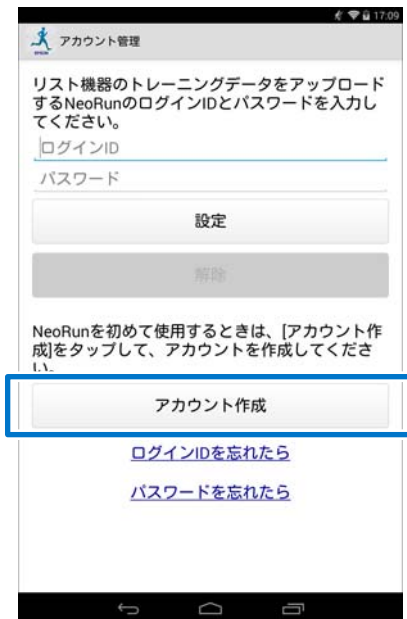 17:09
アカウント管理
EPSON
リスト機器のトレーニングデータをアップロード
するNeoRunのログインIDとパスワードを入力し
てください。
ログインID
パスワード
設定
解除
NeoRunを初めて使用するときは、[アカウント作
成]をタップして、アカウントを作成してくださ
い。
アカウント作成
ログインIDを忘れたら
パスワードを忘れたら